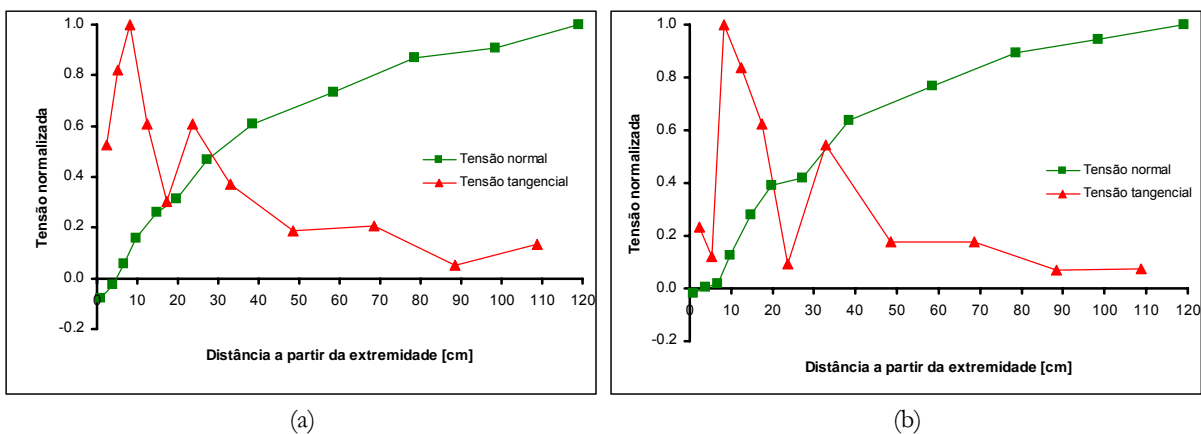 1.0
0.8
0.6
0.4
0.2
0.0
-0.2
10 20 30 40 50 60 70 80 90 100 110 120
Tensão normalizada
Distância a partir da extremidade [cm]
Tensão normal
Tensão tangencial
(a)
1.0
0.8
0.6
0.4
0.2
0.0
-0.2
0 10 20 30 40 50 60 70 80 90 100 110 120
Tensão normalizada
Distância a partir da extremidade [cm]
Tensão normal
Tensão tangencial
(b)